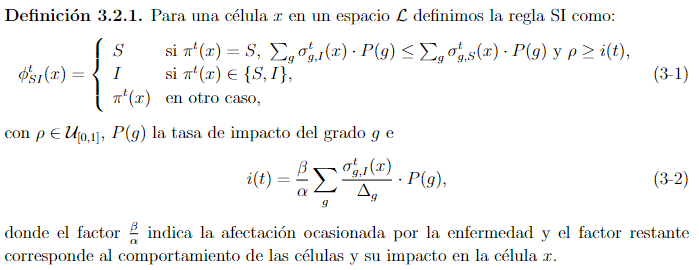 Definición 3.2.1. Para una célula x en un espacio ℒ definimos la regla SI como:
ϕ^t_{SI}(x) = { S si π^t(x) = S, ∑_g σ^t_{g,I}(x) · P(g) ≤ ∑_g σ^t_{g,S}(x) · P(g) y ρ ≥ i(t),
I si π^t(x) ∈ {S, I}, (3-1)
π^t(x) en otro caso,
con ρ ∈ 𝒰_{[0,1]}, P(g) la tasa de impacto del grado g e
i(t) = β/α ∑_g σ^t_{g,I}(x)/Δ_g · P(g), (3-2)
donde el factor β/α indica la afectación ocasionada por la enfermedad y el factor restante
corresponde al comportamiento de las células y su impacto en la célula x.